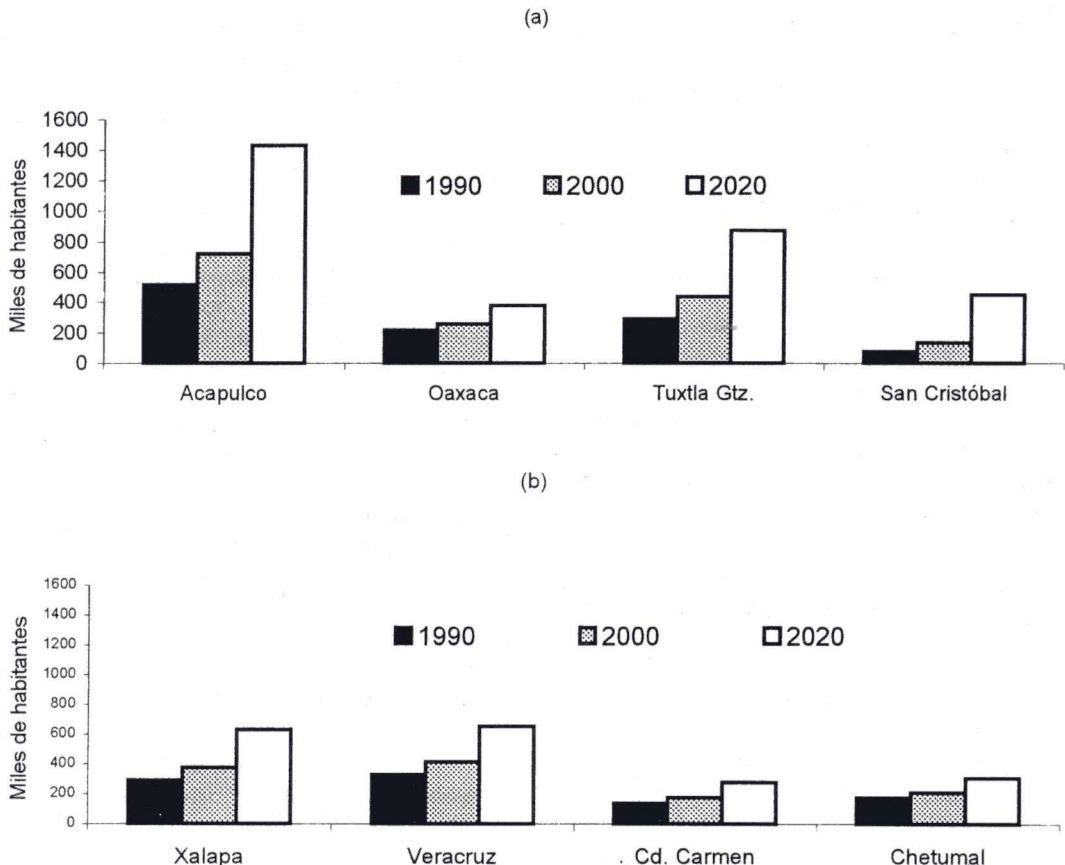 (a)
Miles de habitantes
1600
1400
1200
1000
800
600
400
200
0
1990 2000 2020
Acapulco Oaxaca Tuxtla Gtz. San Cristóbal
(b)
Miles de habitantes
1600
1400
1200
1000
800
600
400
200
0
1990 2000 2020
Xalapa Veracruz . Cd. Carmen Chetumal